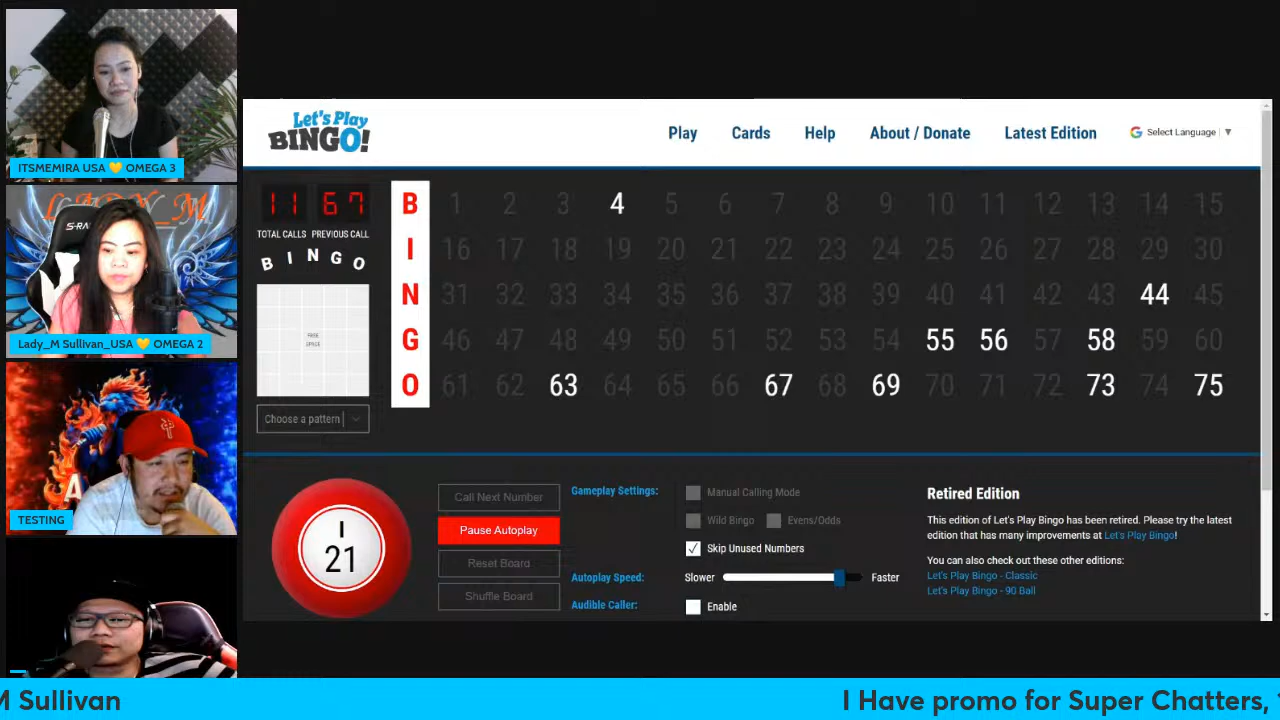 LADY_M
S-RA
ITSMEMIRA USA 💛 OMEGA 3
Lady_M Sullivan_USA 💛 OMEGA 2
A
TESTING
Let's Play
BINGO!
Play Cards Help About / Donate Latest Edition Select Language ▼
11 67
TOTAL CALLS PREVIOUS CALL
B I N G O
FREE
SPACE
Choose a pattern
B 1 2 3 4 5 6 7 8 9 10 11 12 13 14 15
I 16 17 18 19 20 21 22 23 24 25 26 27 28 29 30
N 31 32 33 34 35 36 37 38 39 40 41 42 43 44 45
G 46 47 48 49 50 51 52 53 54 55 56 57 58 59 60
O 61 62 63 64 65 66 67 68 69 70 71 72 73 74 75
I
21
Call Next Number
Pause Autoplay
Reset Board
Shuffle Board
Gameplay Settings:
Manual Calling Mode
Wild Bingo Evens/Odds
Skip Unused Numbers
Autoplay Speed: Slower Faster
Audible Caller: Enable
Retired Edition
This edition of Let's Play Bingo has been retired. Please try the latest
edition that has many improvements at Let's Play Bingo!
You can also check out these other editions:
Let's Play Bingo - Classic
Let's Play Bingo - 90 Ball
M Sullivan I Have promo for Super Chatters,